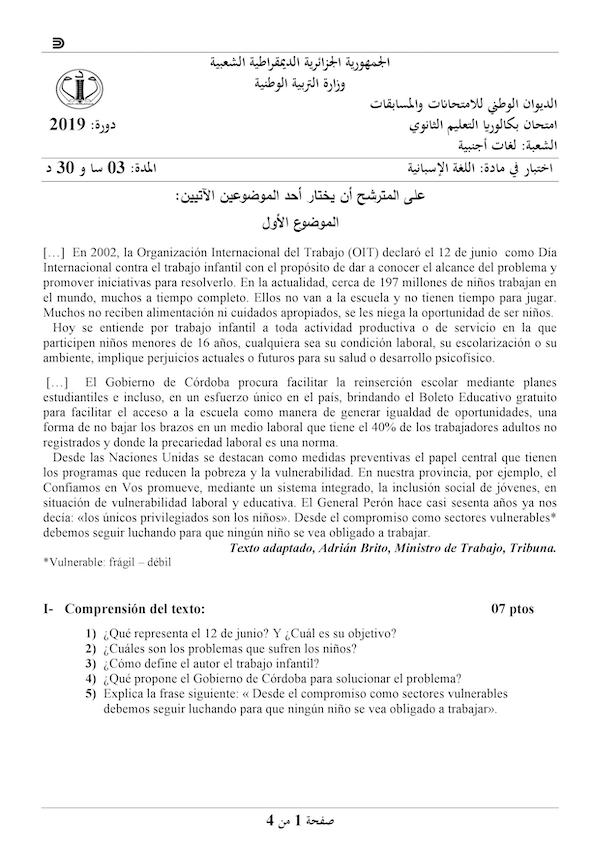 الجمهورية الجزائرية الديمقراطية الشعبية
وزارة التربية الوطنية
الديوان الوطني للامتحانات والمسابقات
امتحان بكالوريا التعليم الثانوي
دورة: 2019
الشعبة: لغات أجنبية
اختبار في مادة: اللغة الإسبانية
المدة: 03 سا و 30 د
على المترشح أن يختار أحد الموضوعين الآتيين:
الموضوع الأول
[…] En 2002, la Organización Internacional del Trabajo (OIT) declaró el 12 de junio como Día
Internacional contra el trabajo infantil con el propósito de dar a conocer el alcance del problema y
promover iniciativas para resolverlo. En la actualidad, cerca de 197 millones de niños trabajan en
el mundo, muchos a tiempo completo. Ellos no van a la escuela y no tienen tiempo para jugar.
Muchos no reciben alimentación ni cuidados apropiados, se les niega la oportunidad de ser niños.
Hoy se entiende por trabajo infantil a toda actividad productiva o de servicio en la que
participen niños menores de 16 años, cualquiera sea su condición laboral, su escolarización o su
ambiente, implique perjuicios actuales o futuros para su salud o desarrollo psicofísico.
[…] El Gobierno de Córdoba procura facilitar la reinserción escolar mediante planes
estudiantiles e incluso, en un esfuerzo único en el país, brindando el Boleto Educativo gratuito
para facilitar el acceso a la escuela como manera de generar igualdad de oportunidades, una
forma de no bajar los brazos en un medio laboral que tiene el 40% de los trabajadores adultos no
registrados y donde la precariedad laboral es una norma.
Desde las Naciones Unidas se destacan como medidas preventivas el papel central que tienen
los programas que reducen la pobreza y la vulnerabilidad. En nuestra provincia, por ejemplo, el
Confiamos en Vos promueve, mediante un sistema integrado, la inclusión social de jóvenes, en
situación de vulnerabilidad laboral y educativa. El General Perón hace casi sesenta años ya nos
decía: «los únicos privilegiados son los niños». Desde el compromiso como sectores vulnerables*
debemos seguir luchando para que ningún niño se vea obligado a trabajar.
Texto adaptado, Adrián Brito, Ministro de Trabajo, Tribuna.
*Vulnerable: frágil – débil
I- Comprensión del texto: 07 ptos
1) ¿Qué representa el 12 de junio? Y ¿Cuál es su objetivo?
2) ¿Cuáles son los problemas que sufren los niños?
3) ¿Cómo define el autor el trabajo infantil?
4) ¿Qué propone el Gobierno de Córdoba para solucionar el problema?
5) Explica la frase siguiente: « Desde el compromiso como sectores vulnerables
debemos seguir luchando para que ningún niño se vea obligado a trabajar».
صفحة 1 من 4